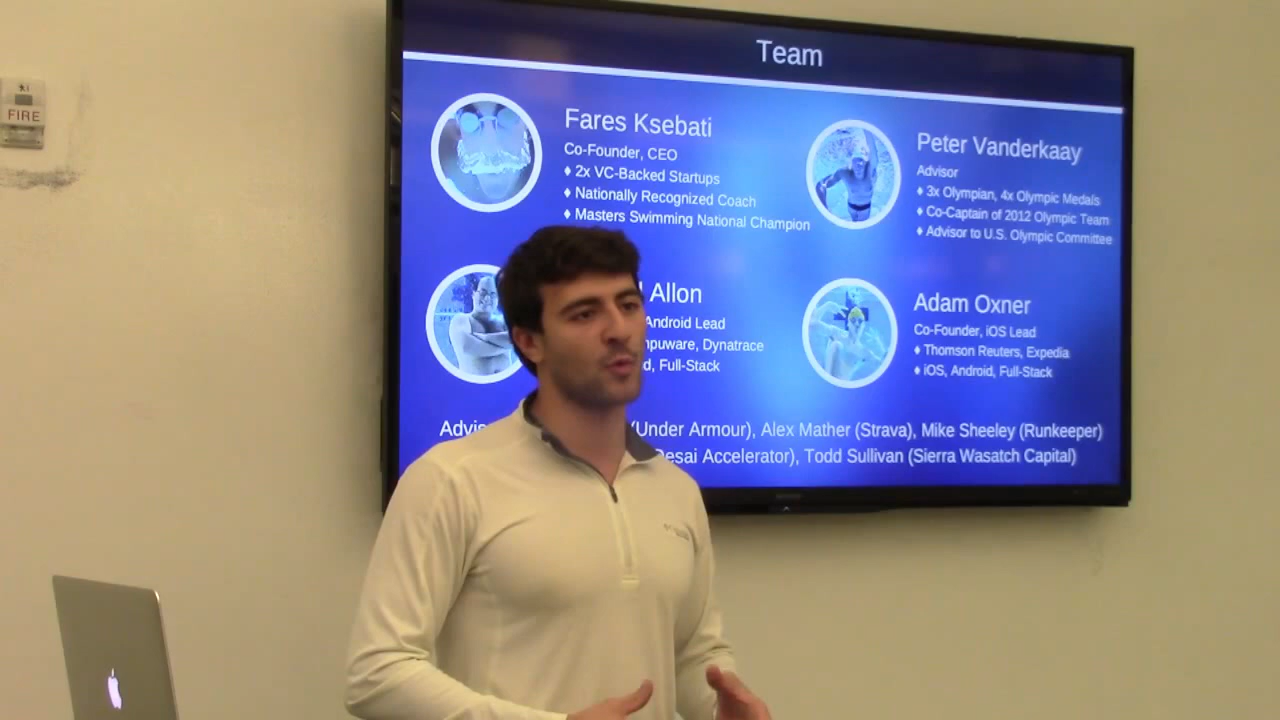 FIRE
Team
Fares Ksebati
Co-Founder, CEO
♦ 2x VC-Backed Startups
♦ Nationally Recognized Coach
♦ Masters Swimming National Champion
Peter Vanderkaay
Advisor
♦ 3x Olympian, 4x Olympic Medals
♦ Co-Captain of 2012 Olympic Team
♦ Advisor to U.S. Olympic Committee
Allon
Android Lead
Dynatrace
Full-Stack
Adam Oxner
Co-Founder, iOS Lead
♦ Thomson Reuters, Expedia
♦ iOS, Android, Full-Stack
(Under Armour), Alex Mather (Strava), Mike Sheeley (Runkeeper)
Accelerator), Todd Sullivan (Sierra Wasatch Capital)